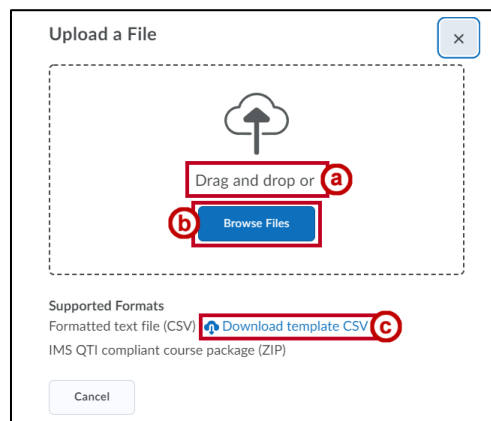 Upload a File
×
Drag and drop or a
b Browse Files
Supported Formats
Formatted text file (CSV) Download template CSV c
IMS QTI compliant course package (ZIP)
Cancel